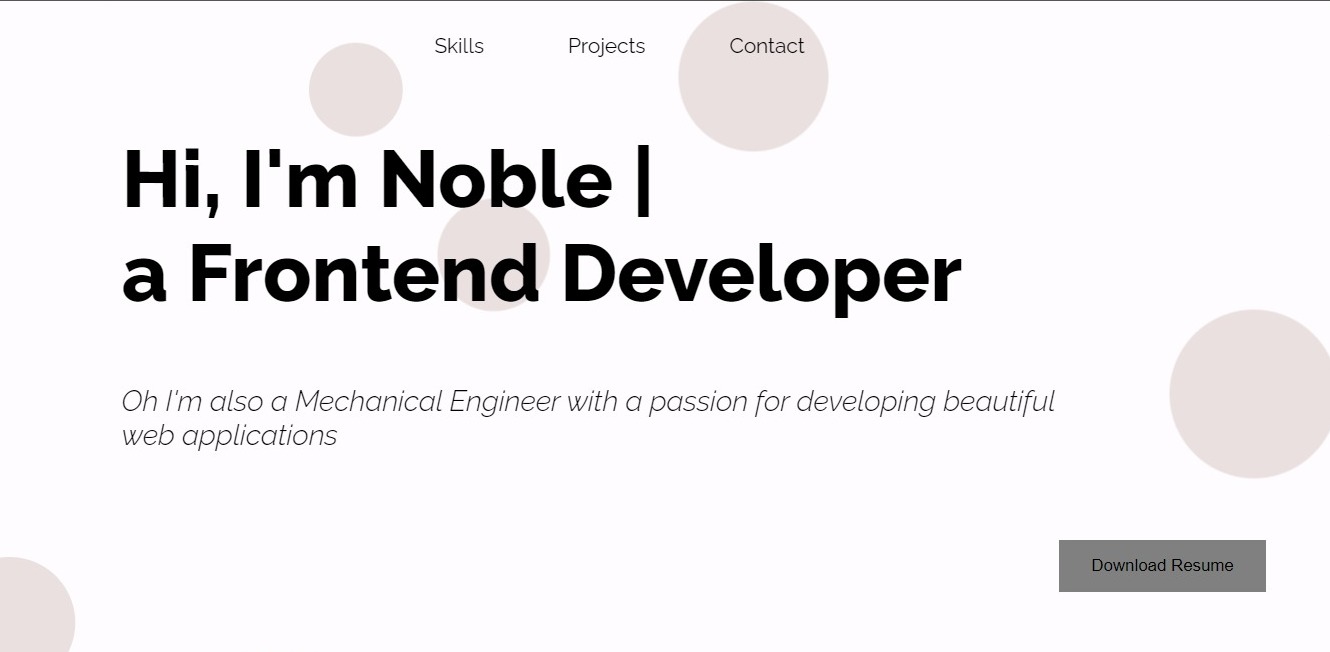 Skills Projects Contact
Hi, I'm Noble |
a Frontend Developer
Oh I'm also a Mechanical Engineer with a passion for developing beautiful
web applications
Download Resume